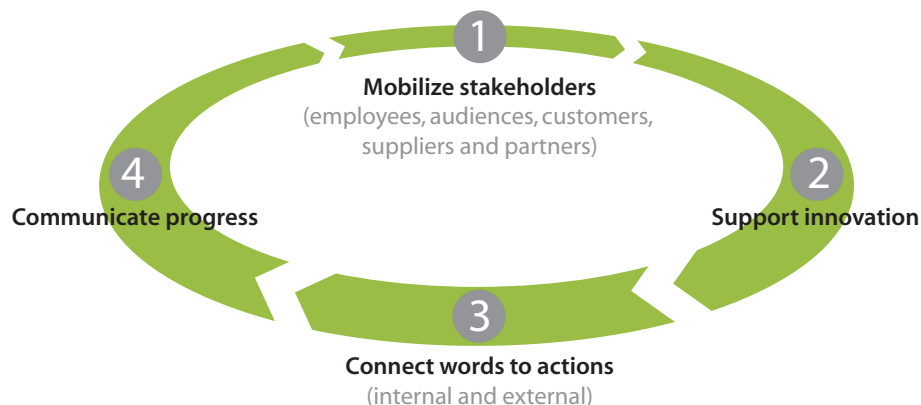 1
Mobilize stakeholders
(employees, audiences, customers,
suppliers and partners)
2
Support innovation
3
Connect words to actions
(internal and external)
4
Communicate progress